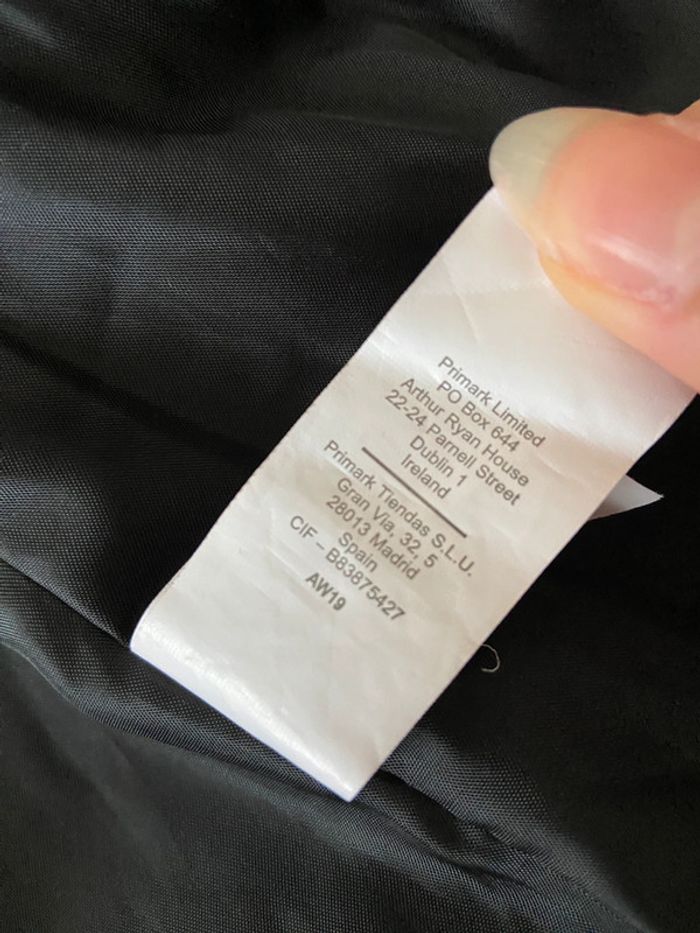 Primark Limited
PO Box 644
Arthur Ryan House
22-24 Parnell Street
Dublin 1
Ireland
Primark Tiendas S.L.U.
Gran Via, 32, 5
28013 Madrid
Spain
CIF – B83875427
AW19